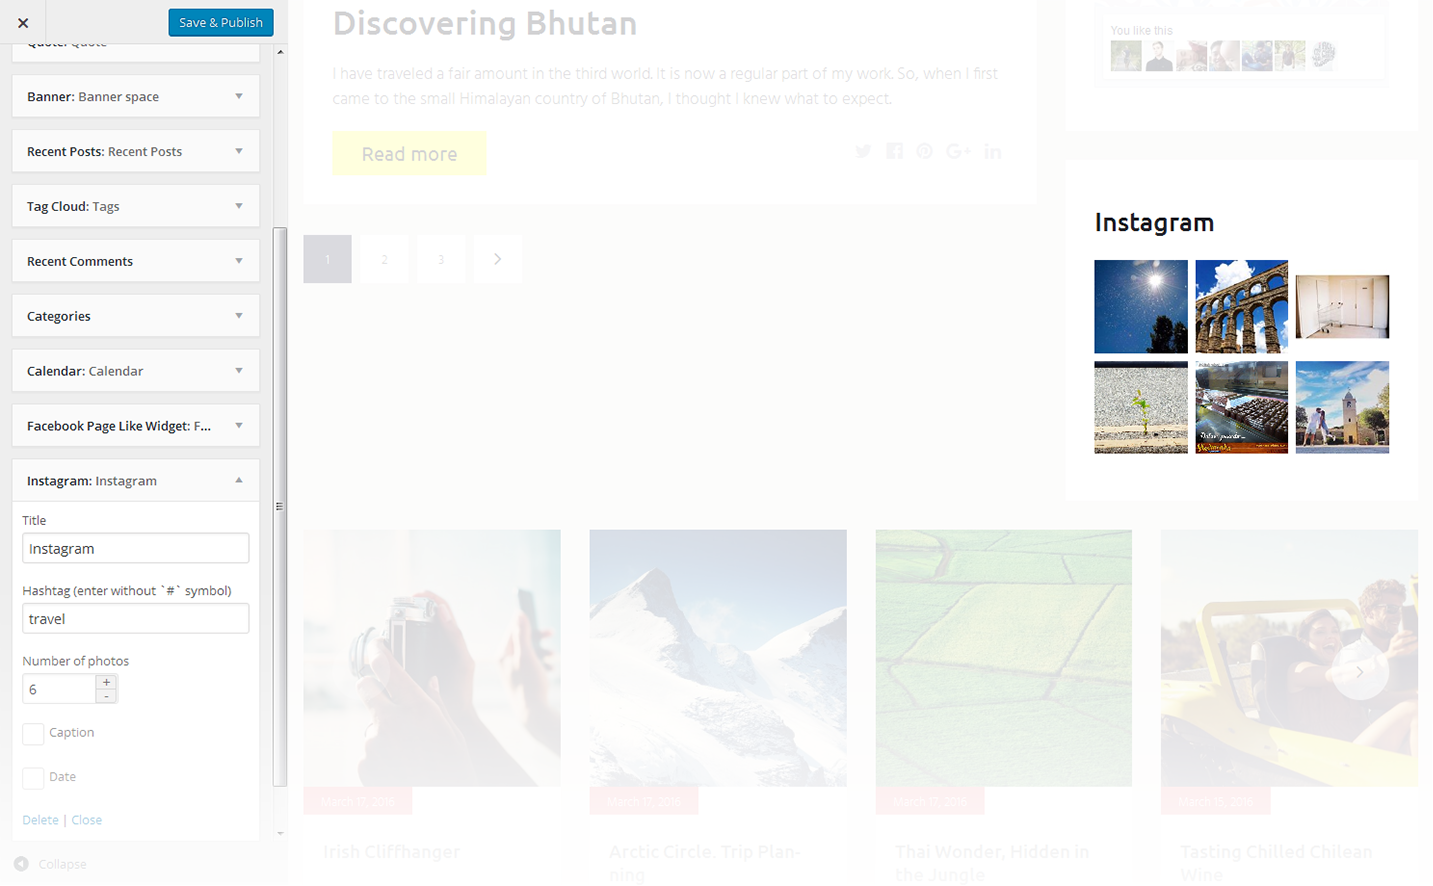 Save & Publish
Quote: Quote
Banner: Banner space
Recent Posts: Recent Posts
Tag Cloud: Tags
Recent Comments
Categories
Calendar: Calendar
Facebook Page Like Widget: F...
Instagram: Instagram
Title
Instagram
Hashtag (enter without `#` symbol)
travel
Number of photos
6
+
-
Caption
Date
Delete | Close
Collapse
Discovering Bhutan
I have traveled a fair amount in the third world. It is now a regular part of my work. So, when I first
came to the small Himalayan country of Bhutan, I thought I knew what to expect.
Read more
1
2
3
You like this
Instagram
March 17, 2016
Irish Cliffhanger
March 17, 2016
Arctic Circle. Trip Plan-
ning
March 17, 2016
Thai Wonder, Hidden in
the Jungle
March 15, 2016
Tasting Chilled Chilean
Wine